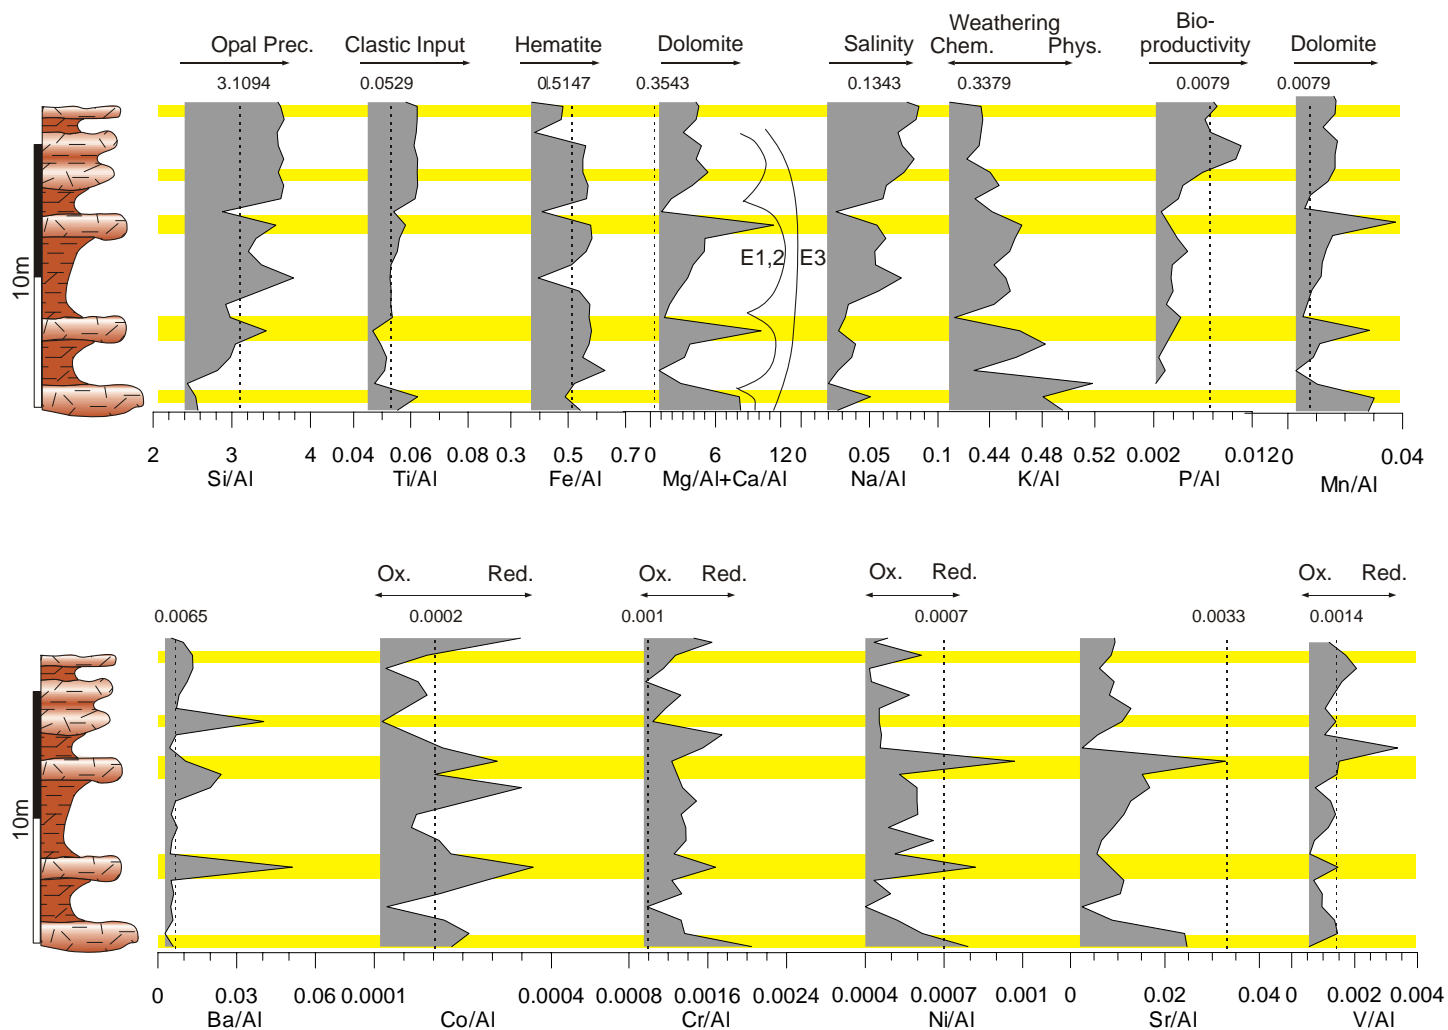 Opal Prec. Clastic Input Hematite Dolomite Salinity Weathering Bio-
Chem. Phys. productivity Dolomite
3.1094 0.0529 0.5147 0.3543 0.1343 0.3379 0.0079 0.0079
E1,2 E3
10m
2 3 4 0.04 0.06 0.08 0.3 0.5 0.7 0 6 12 0 0.05 0.1 0.44 0.48 0.52 0.002 0.012 0 0.04
Si/Al Ti/Al Fe/Al Mg/Al+Ca/Al Na/Al K/Al P/Al Mn/Al
Ox. Red. Ox. Red. Ox. Red. Ox. Red.
0.0065 0.0002 0.001 0.0007 0.0033 0.0014
10m
0 0.03 0.06 0.0001 0.0004 0.0008 0.0016 0.0024 0.0004 0.0007 0.001 0 0.02 0.04 0 0.002 0.004
Ba/Al Co/Al Cr/Al Ni/Al Sr/Al V/Al